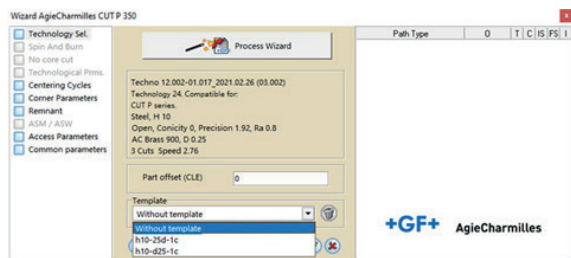 Wizard AgieCharmilles CUT P 350
x
Technology Sel.
Spin And Burn
No core cut
Technological Prms.
Centering Cycles
Corner Parameters
Remnant
ASM / ASW
Access Parameters
Common parameters
Process Wizard
Techno 12.002-01.017_2021.02.26 (03.002)
Technology 24. Compatible for:
CUT P series.
Steel, H 10
Open, Conicity 0, Precision 1.92, Ra 0.8
AC Brass 900, D 0.25
3 Cuts Speed 2.76
Part offset (CLE) 0
Template
Without template
Without template
h10-25d-1c
h10-d25-1c
Path Type O T C IS FS I
+GF+ AgieCharmilles